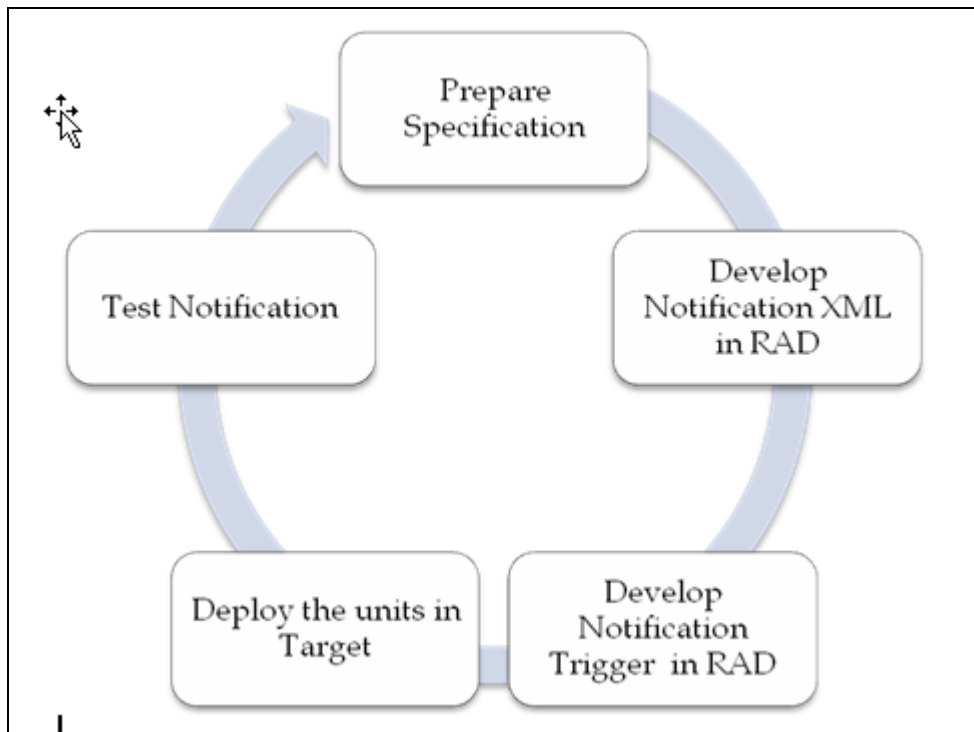 Prepare
Specification
Develop
Notification XML
in RAD
Develop
Notification
Trigger in RAD
Deploy the units in
Target
Test Notification